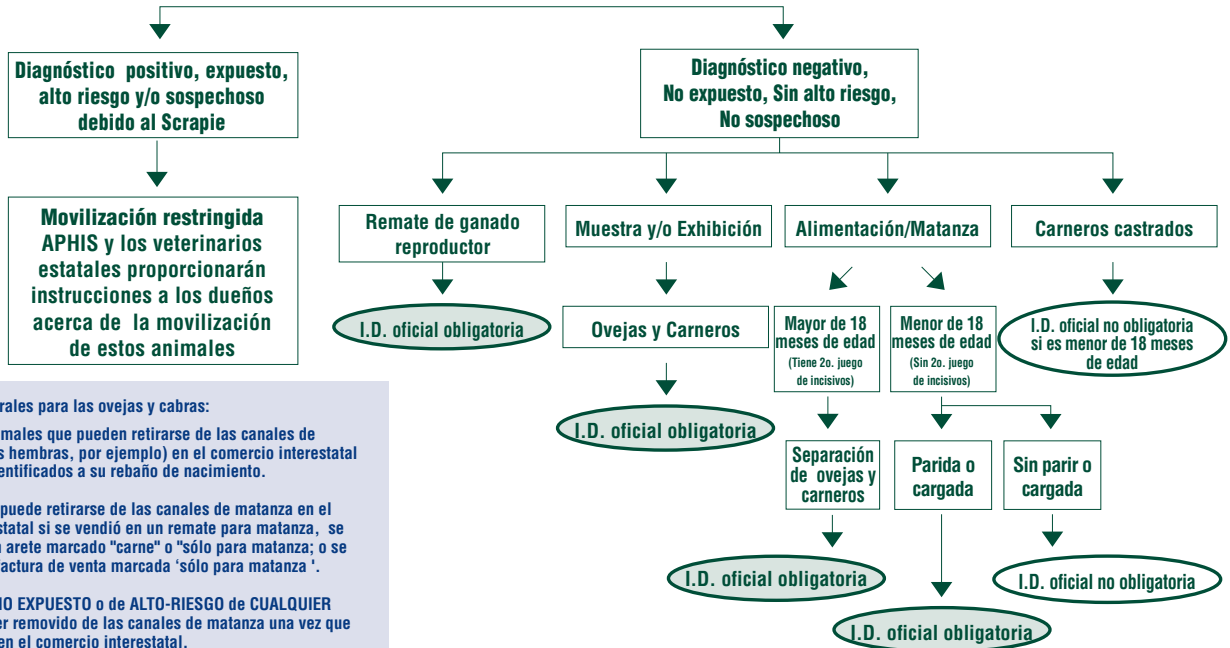 Diagnóstico positivo, expuesto,
alto riesgo y/o sospechoso
debido al Scrapie
Movilización restringida
APHIS y los veterinarios
estatales proporcionarán
instrucciones a los dueños
acerca de la movilización
de estos animales
Diagnóstico negativo,
No expuesto, Sin alto riesgo,
No sospechoso
Remate de ganado
reproductor
I.D. oficial obligatoria
Muestra y/o Exhibición
Ovejas y Carneros
I.D. oficial obligatoria
Alimentación/Matanza
Mayor de 18
meses de edad
(Tiene 2o. juego
de incisivos)
Separación
de ovejas y
carneros
I.D. oficial obligatoria
Menor de 18
meses de edad
(Sin 2o. juego
de incisivos)
Parida o
cargada
I.D. oficial obligatoria
Sin parir o
cargada
I.D. oficial no obligatoria
Carneros castrados
I.D. oficial no obligatoria
si es menor de 18 meses
de edad
rales para las ovejas y cabras:
males que pueden retirarse de las canales de
s hembras, por ejemplo) en el comercio interestatal
entificados a su rebaño de nacimiento.
puede retirarse de las canales de matanza en el
statal si se vendió en un remate para matanza, se
n arete marcado "carne" o "sólo para matanza; o se
factura de venta marcada ‘sólo para matanza '.
NO EXPUESTO o de ALTO-RIESGO de CUALQUIER
er removido de las canales de matanza una vez que
en el comercio interestatal.